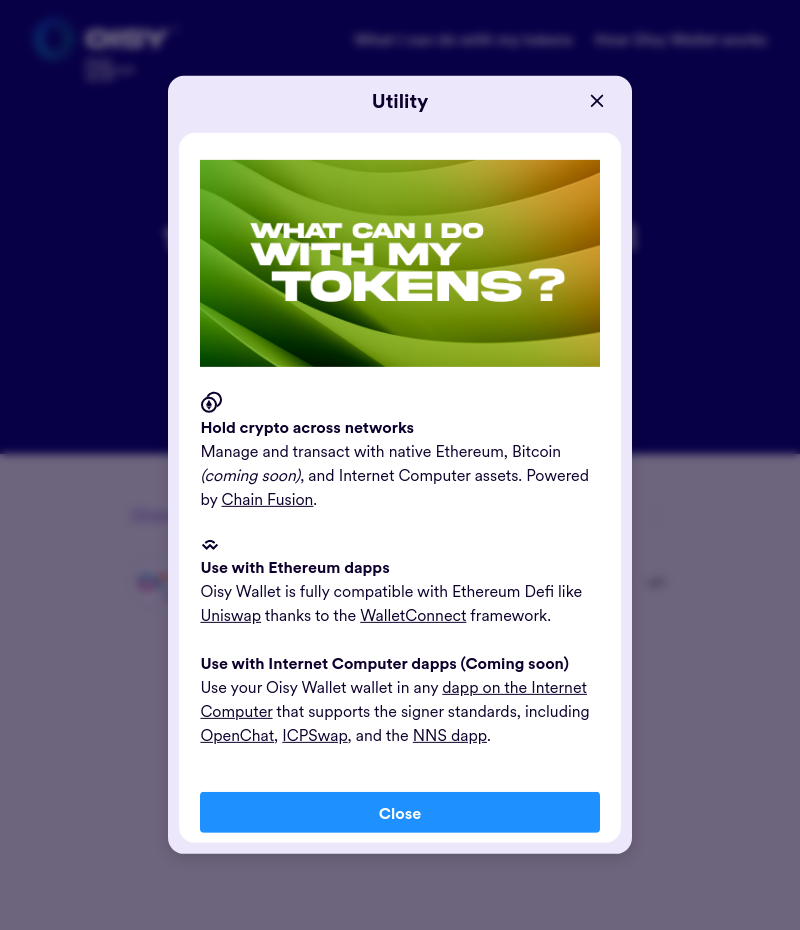 OISY
What I can do with my tokens
How Oisy Wallet works
Utility
WHAT CAN I DO
WITH MY
TOKENS?
Hold crypto across networks
Manage and transact with native Ethereum, Bitcoin
(coming soon), and Internet Computer assets. Powered
by Chain Fusion.
Use with Ethereum dapps
Oisy Wallet is fully compatible with Ethereum Defi like
Uniswap thanks to the WalletConnect framework.
Use with Internet Computer dapps (Coming soon)
Use your Oisy Wallet wallet in any dapp on the Internet
Computer that supports the signer standards, including
OpenChat, ICPSwap, and the NNS dapp.
Close